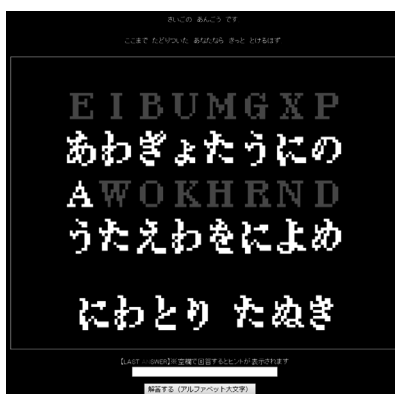 さいごの あんごう です
ここまで たどりついた あなたなら きっと とけるはず
E I B U M G X P
あわぎょたうにの
A W O K H R N D
うたえわをによめ
にわとり たぬき
【LAST ANSWER】※空欄で回答するとヒントが表示されます
解答する（アルファベット大文字）